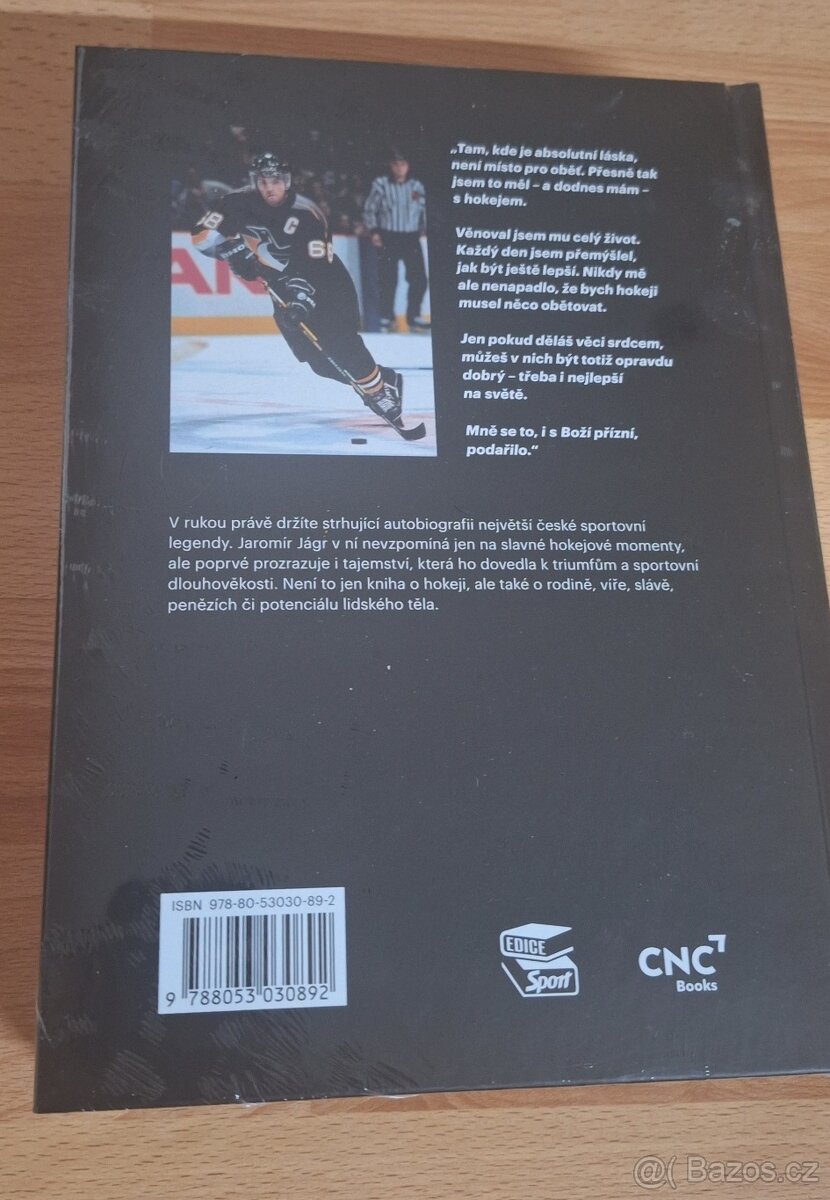 „Tam, kde je absolutní láska,
není místo pro oběť. Přesně tak
jsem to měl – a dodnes mám –
s hokejem.
Věnoval jsem mu celý život.
Každý den jsem přemýšlel,
jak být ještě lepší. Nikdy mě
ale nenapadlo, že bych hokeji
musel něco obětovat.
Jen pokud děláš věci srdcem,
můžeš v nich být totiž opravdu
dobrý – třeba i nejlepší
na světě.
Mně se to, i s Boží přízní,
podařilo.“
68
C
68
AN
V rukou právě držíte strhující autobiografii největší české sportovní
legendy. Jaromír Jágr v ní nevzpomíná jen na slavné hokejové momenty,
ale poprvé prozrazuje i tajemství, která ho dovedla k triumfům a sportovní
dlouhověkosti. Není to jen kniha o hokeji, ale také o rodině, víře, slávě,
penězích či potenciálu lidského těla.
ISBN 978-80-53030-89-2
9 788053 030892
EDICE
Sport
CNC
Books
@( Bazos.cz